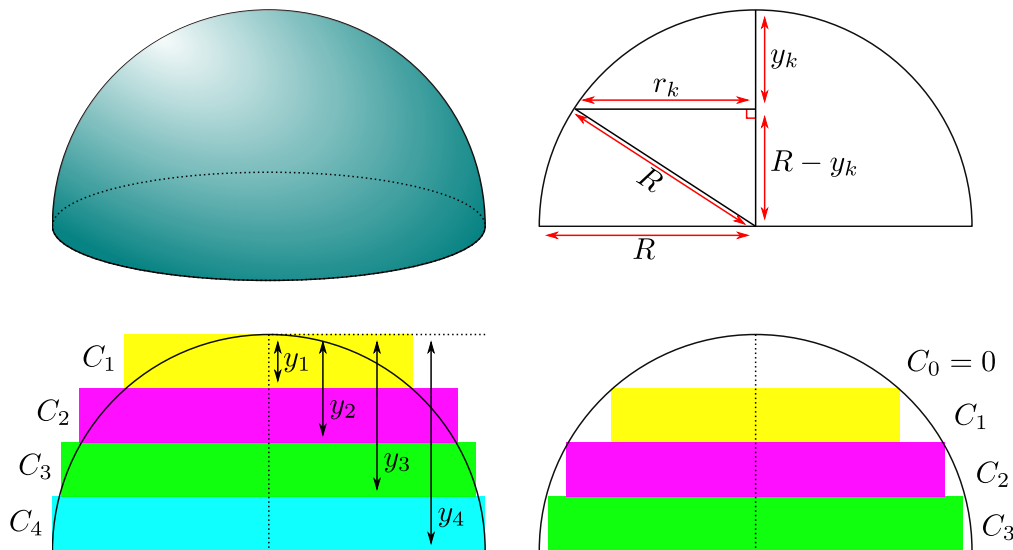 y_k
r_k
R − y_k
R
R
C_0 = 0
C_1
y_1
C_1
C_2
y_2
C_2
C_3
y_3
C_3
C_4
y_4